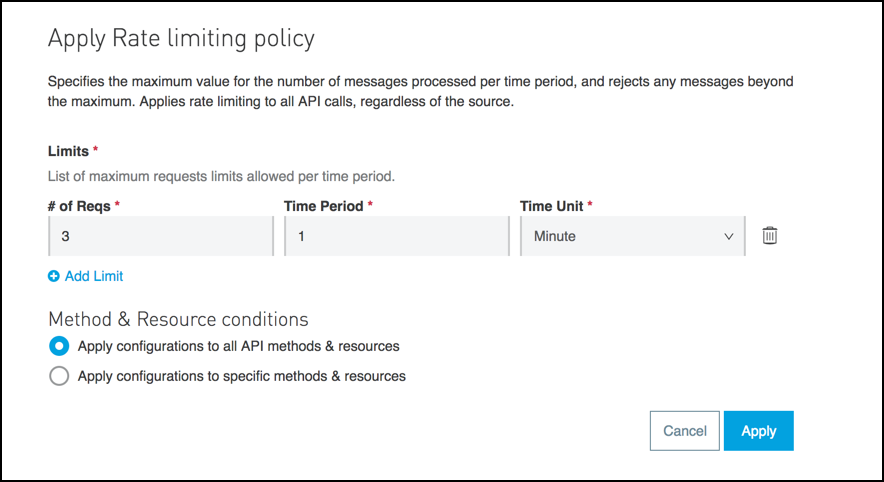 Apply Rate limiting policy
Specifies the maximum value for the number of messages processed per time period, and rejects any messages beyond
the maximum. Applies rate limiting to all API calls, regardless of the source.
Limits *
List of maximum requests limits allowed per time period.
# of Reqs * Time Period * Time Unit *
3 1 Minute
Add Limit
Method & Resource conditions
Apply configurations to all API methods & resources
Apply configurations to specific methods & resources
Cancel Apply